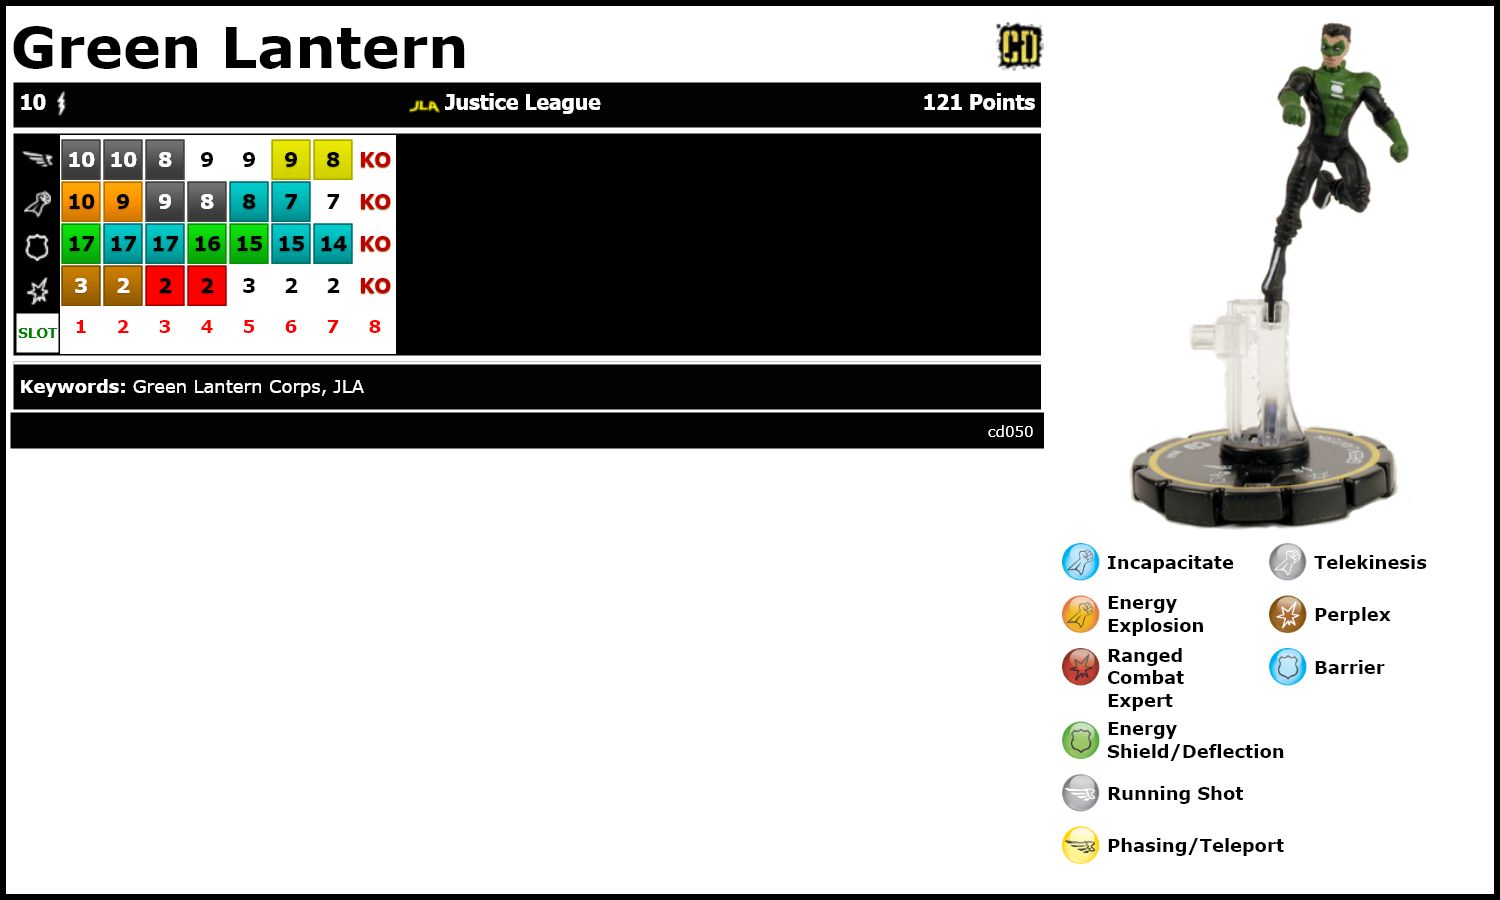 Green Lantern
CD
10 JLA Justice League 121 Points
10 10 8 9 9 9 8 KO
10 9 9 8 8 7 7 KO
17 17 17 16 15 15 14 KO
3 2 2 2 3 2 2 KO
SLOT 1 2 3 4 5 6 7 8
Keywords: Green Lantern Corps, JLA
cd050
Incapacitate
Telekinesis
Energy
Explosion
Perplex
Ranged
Combat
Expert
Barrier
Energy
Shield/Deflection
Running Shot
Phasing/Teleport